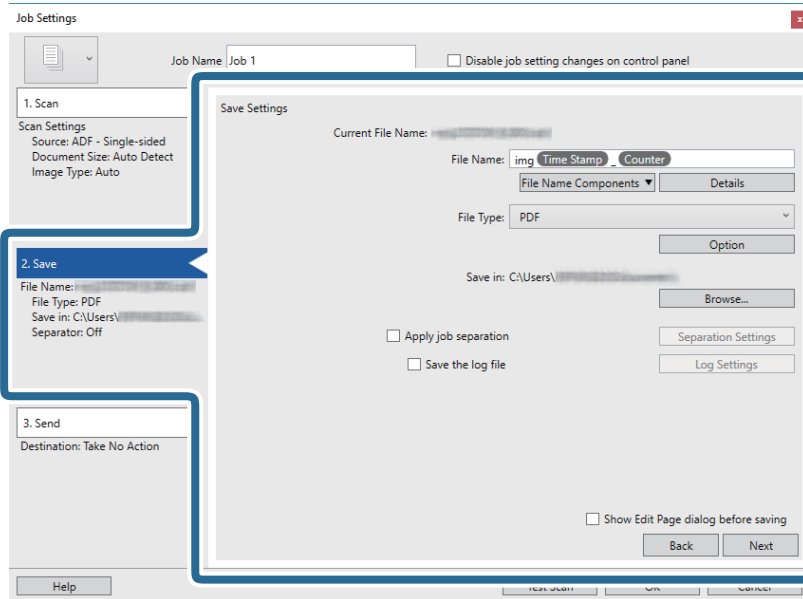 Job Settings
Job Name Job 1
Disable job setting changes on control panel
1. Scan
Scan Settings
Source: ADF - Single-sided
Document Size: Auto Detect
Image Type: Auto
2. Save
File Name:
File Type: PDF
Save in: C:\Users\
Separator: Off
3. Send
Destination: Take No Action
Save Settings
Current File Name:
File Name: img Time Stamp _ Counter
File Name Components ▼ Details
File Type: PDF
Option
Save in: C:\Users\
Browse...
Apply job separation Separation Settings
Save the log file Log Settings
Show Edit Page dialog before saving
Back Next
Help Test Scan OK Cancel